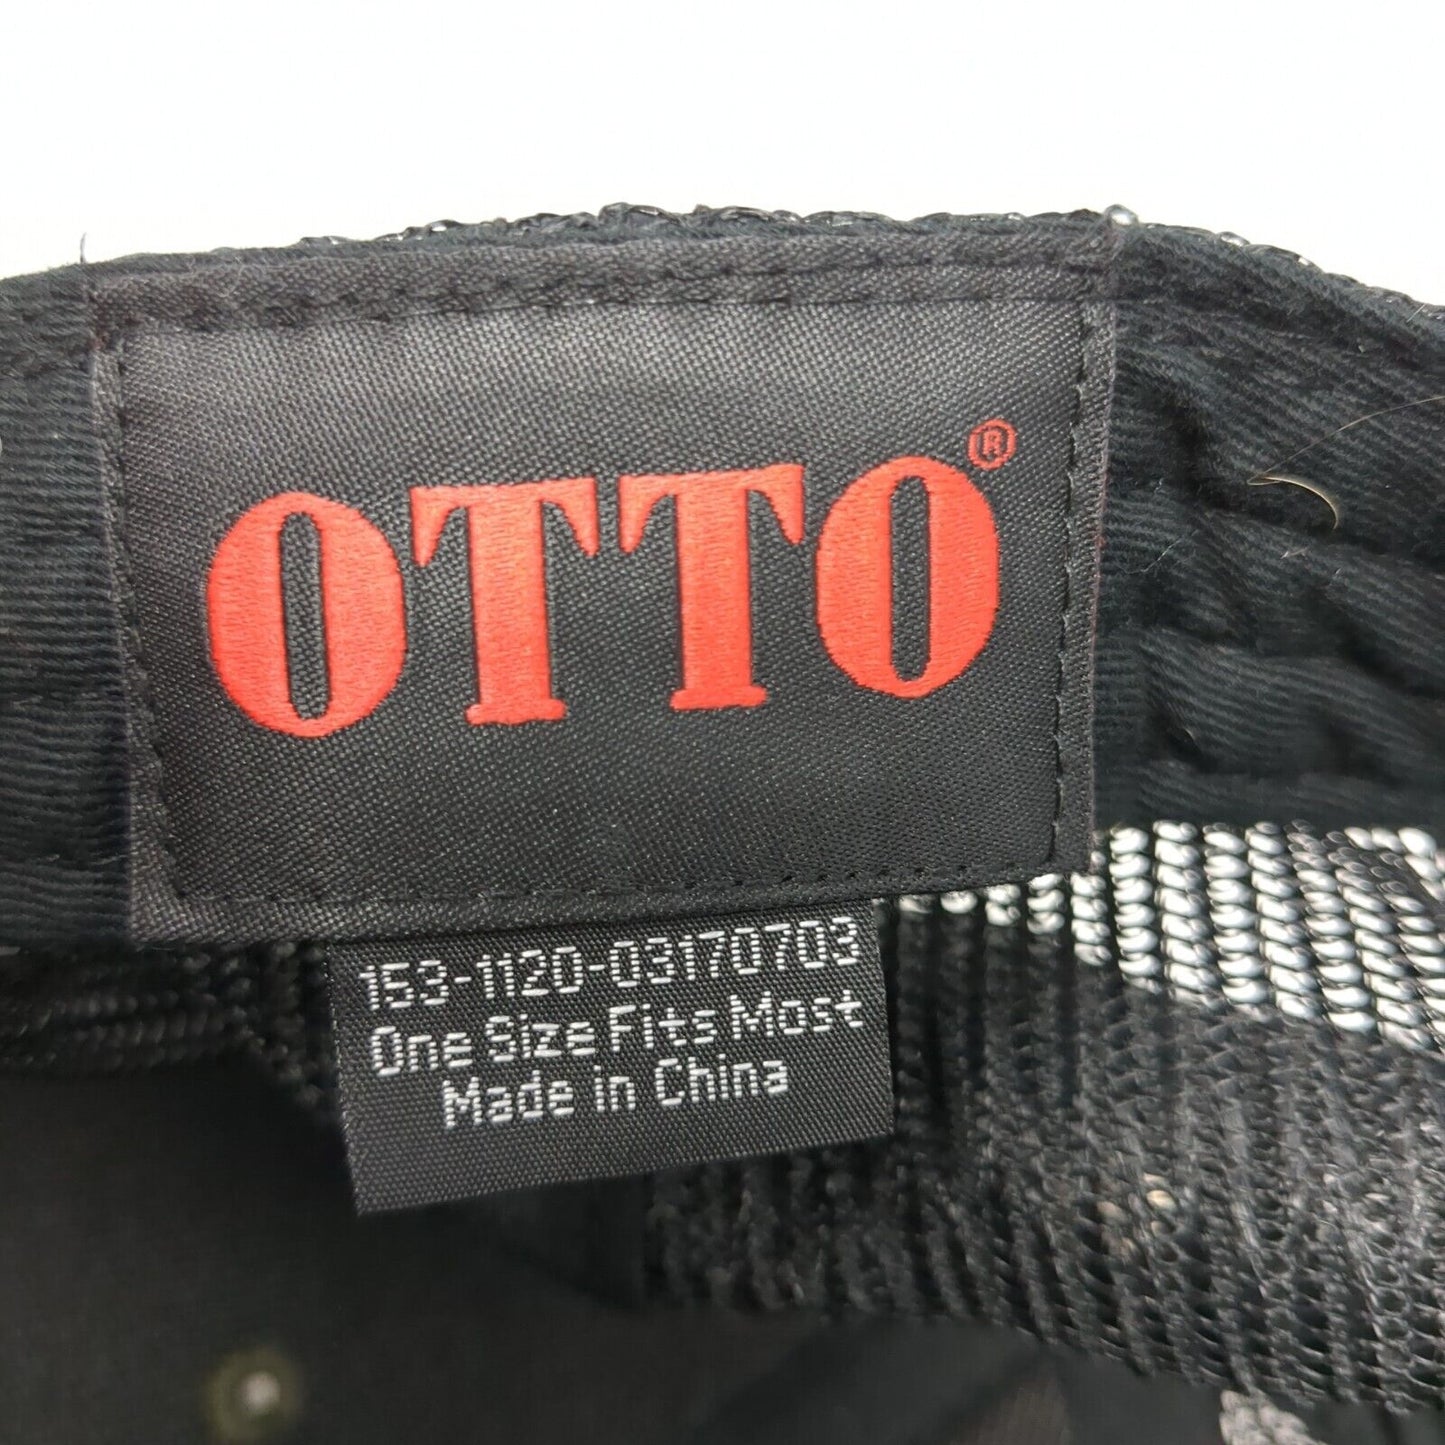 OTTO®
153-1120-03170703
One Size Fits Most
Made in China